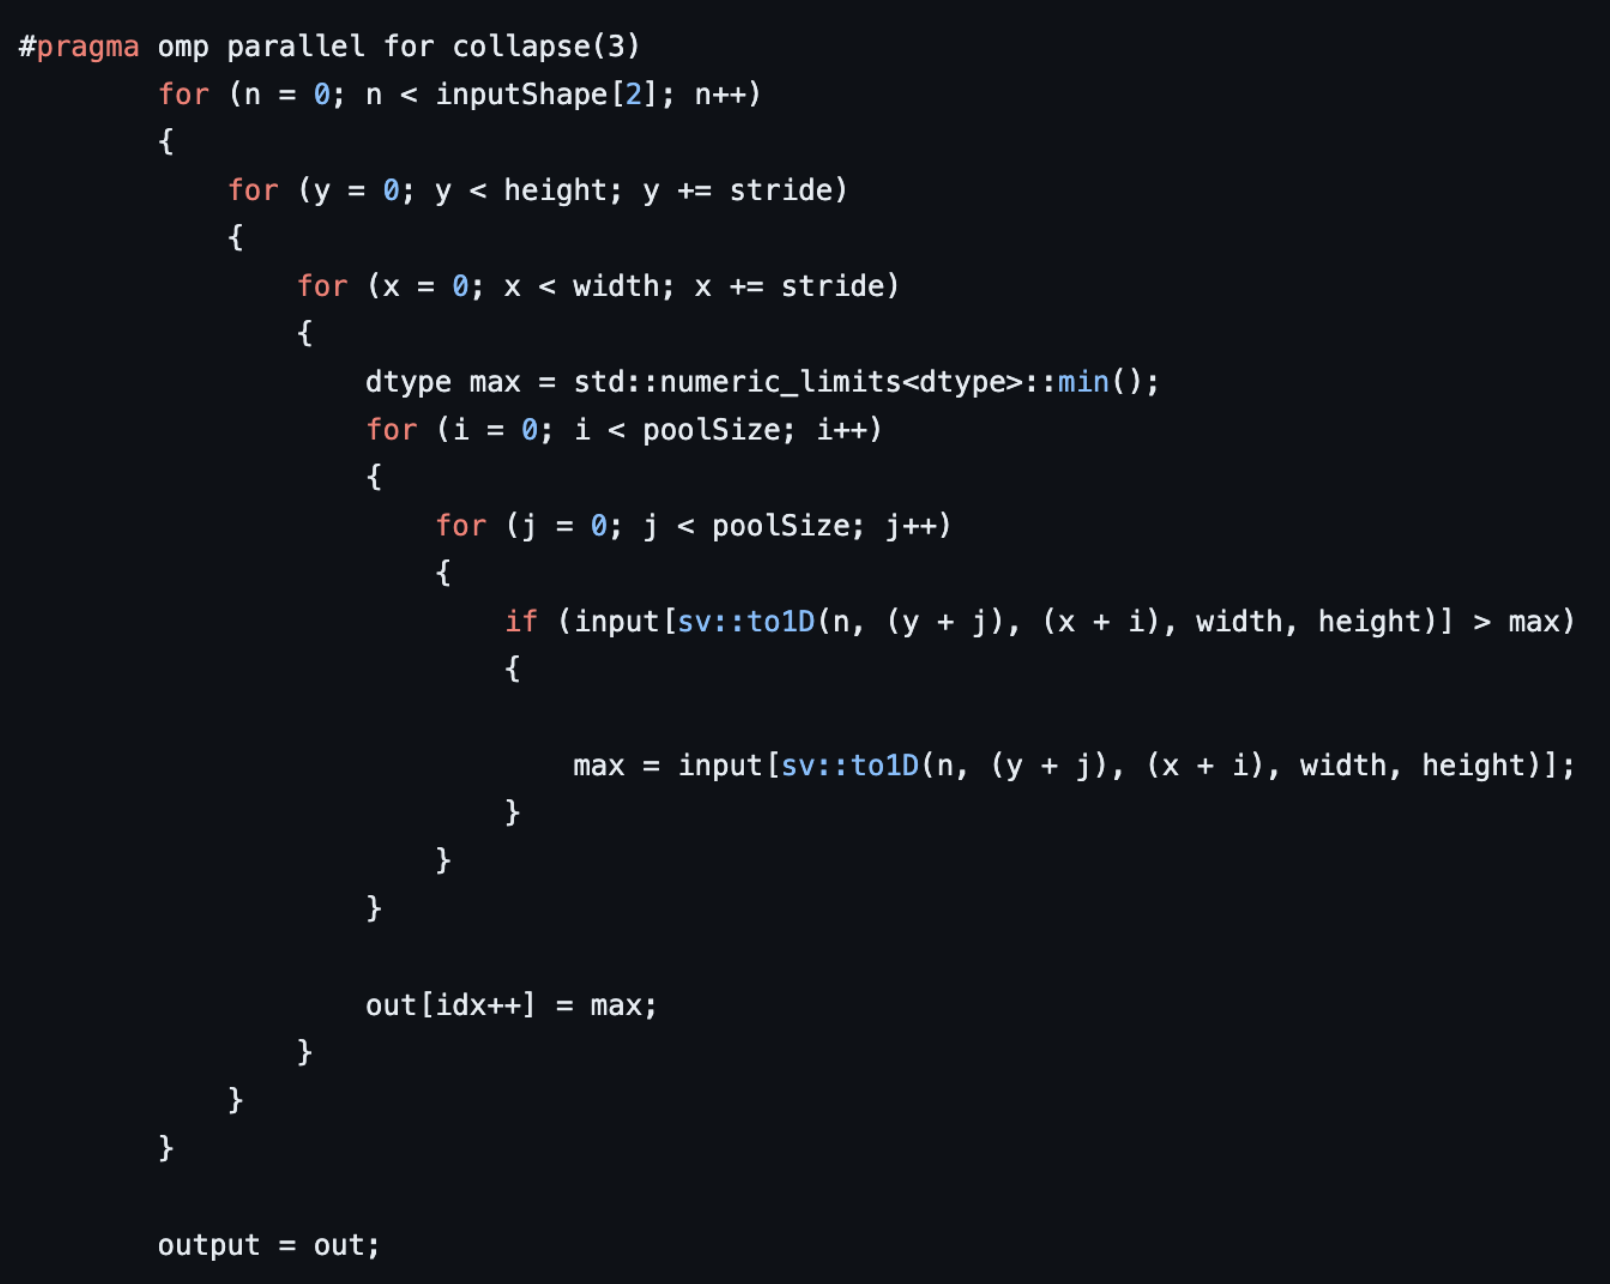 #pragma omp parallel for collapse(3)
for (n = 0; n < inputShape[2]; n++)
{
for (y = 0; y < height; y += stride)
{
for (x = 0; x < width; x += stride)
{
dtype max = std::numeric_limits<dtype>::min();
for (i = 0; i < poolSize; i++)
{
for (j = 0; j < poolSize; j++)
{
if (input[sv::to1D(n, (y + j), (x + i), width, height)] > max)
{
max = input[sv::to1D(n, (y + j), (x + i), width, height)];
}
}
}
out[idx++] = max;
}
}
}
output = out;